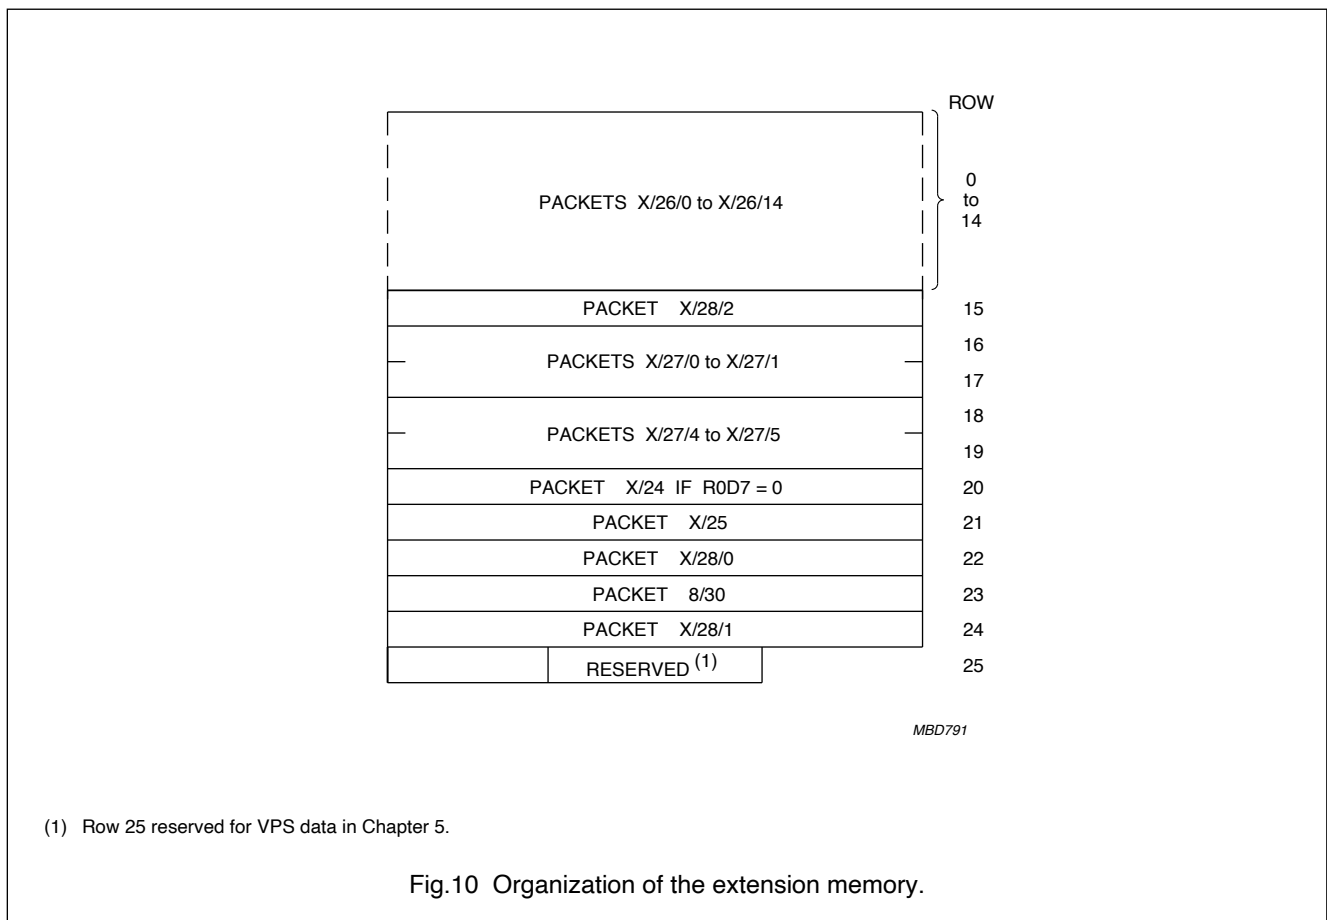 ROW
PACKETS X/26/0 to X/26/14
0
to
14
PACKET X/28/2 15
16
PACKETS X/27/0 to X/27/1
17
18
PACKETS X/27/4 to X/27/5
19
PACKET X/24 IF R0D7 = 0 20
PACKET X/25 21
PACKET X/28/0 22
PACKET 8/30 23
PACKET X/28/1 24
RESERVED (1) 25
MBD791
(1) Row 25 reserved for VPS data in Chapter 5.
Fig.10 Organization of the extension memory.